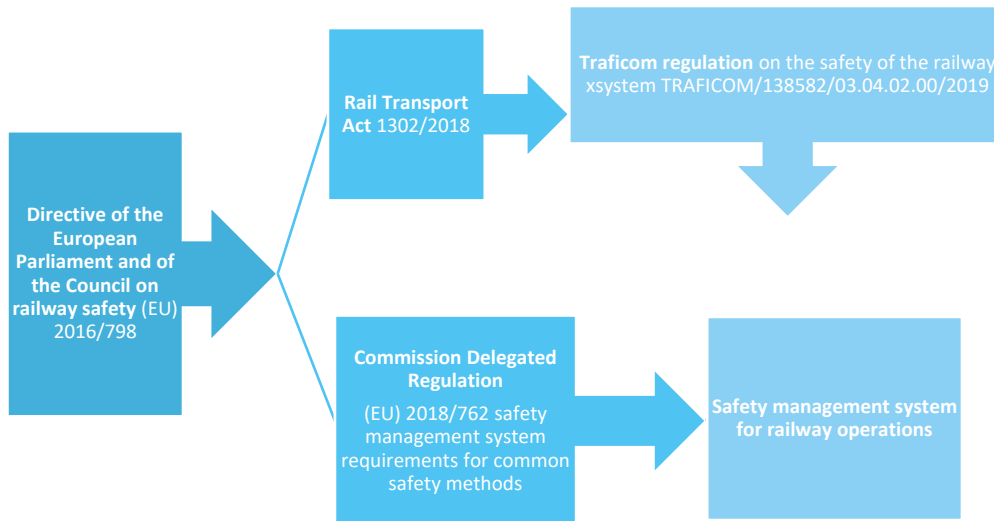 Directive of the
European
Parliament and of
the Council on
railway safety (EU)
2016/798
Rail Transport
Act 1302/2018
Traficom regulation on the safety of the railway
xsystem TRAFICOM/138582/03.04.02.00/2019
Commission Delegated
Regulation
(EU) 2018/762 safety
management system
requirements for common
safety methods
Safety management system
for railway operations